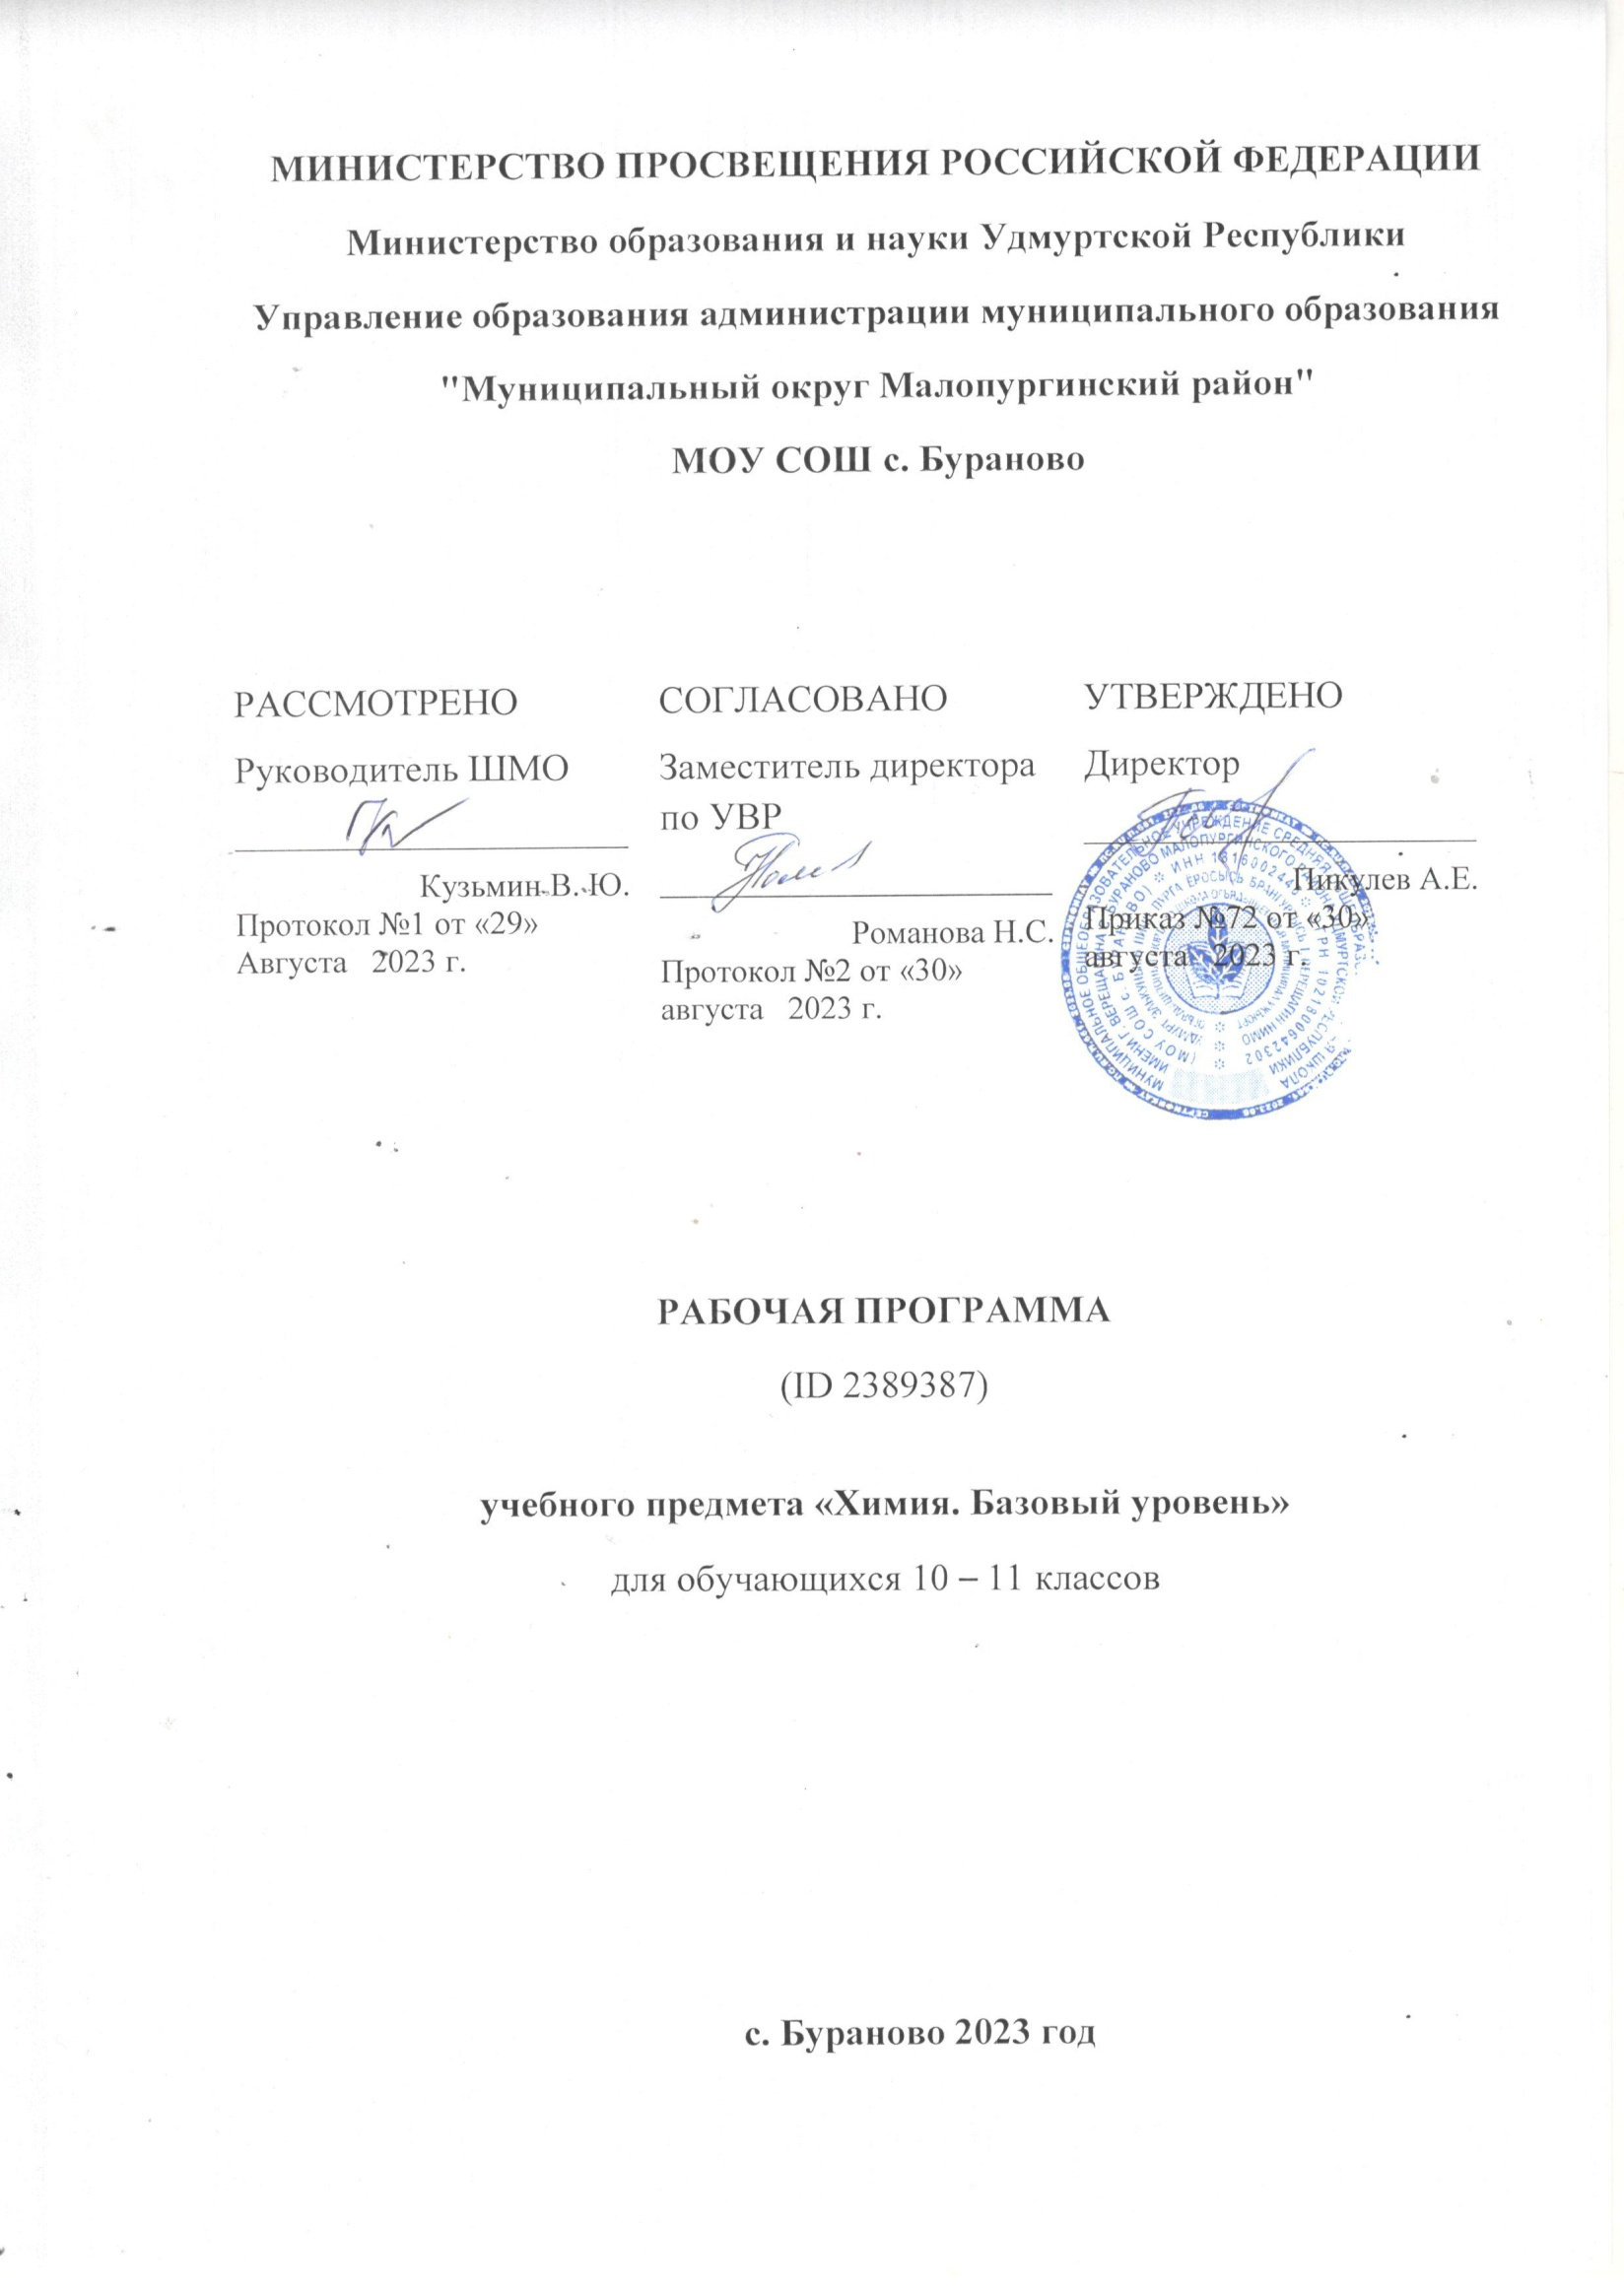 МИНИСТЕРСТВО ПРОСВЕЩЕНИЯ РОССИЙСКОЙ ФЕДЕРАЦИИ
Министерство образования и науки Удмуртской Республики
Управление образования администрации муниципального образования
"Муниципальный округ Малопургинский район"
МОУ СОШ с. Бураново
РАССМОТРЕНО
Руководитель ШМО
Кузьмин В. Ю.
Протокол №1 от «29»
Августа 2023 г.
СОГЛАСОВАНО
Заместитель директора
по УВР
Романова Н.С.
Протокол №2 от «30»
августа 2023 г.
УТВЕРЖДЕНО
Директор
Пикулев А.Е.
Приказ №72 от «30»
августа 2023 г.
РАБОЧАЯ ПРОГРАММА
(ID 2389387)
учебного предмета «Химия. Базовый уровень»
для обучающихся 10 – 11 классов
с. Бураново 2023 год